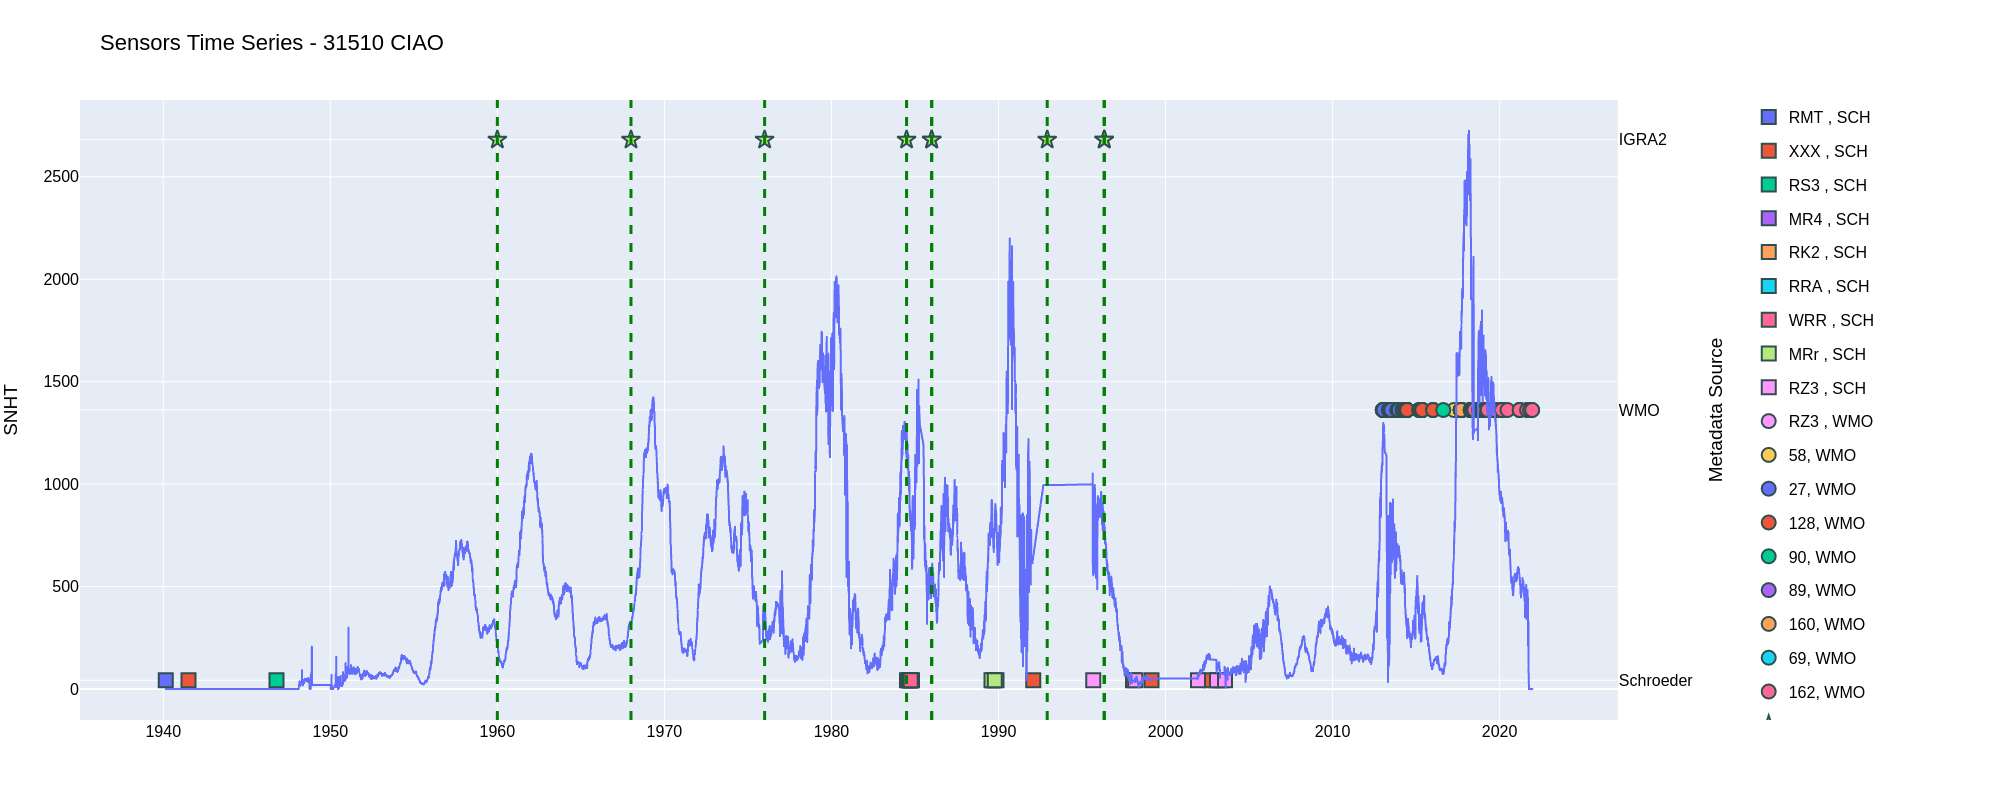 Sensors Time Series - 31510 CIAO
SNHT
2500
2000
1500
1000
500
0
1940
1950
1960
1970
1980
1990
2000
2010
2020
IGRA2
WMO
Schroeder
Metadata Source
RMT , SCH
XXX , SCH
RS3 , SCH
MR4 , SCH
RK2 , SCH
RRA , SCH
WRR , SCH
MRr , SCH
RZ3 , SCH
RZ3 , WMO
58, WMO
27, WMO
128, WMO
90, WMO
89, WMO
160, WMO
69, WMO
162, WMO